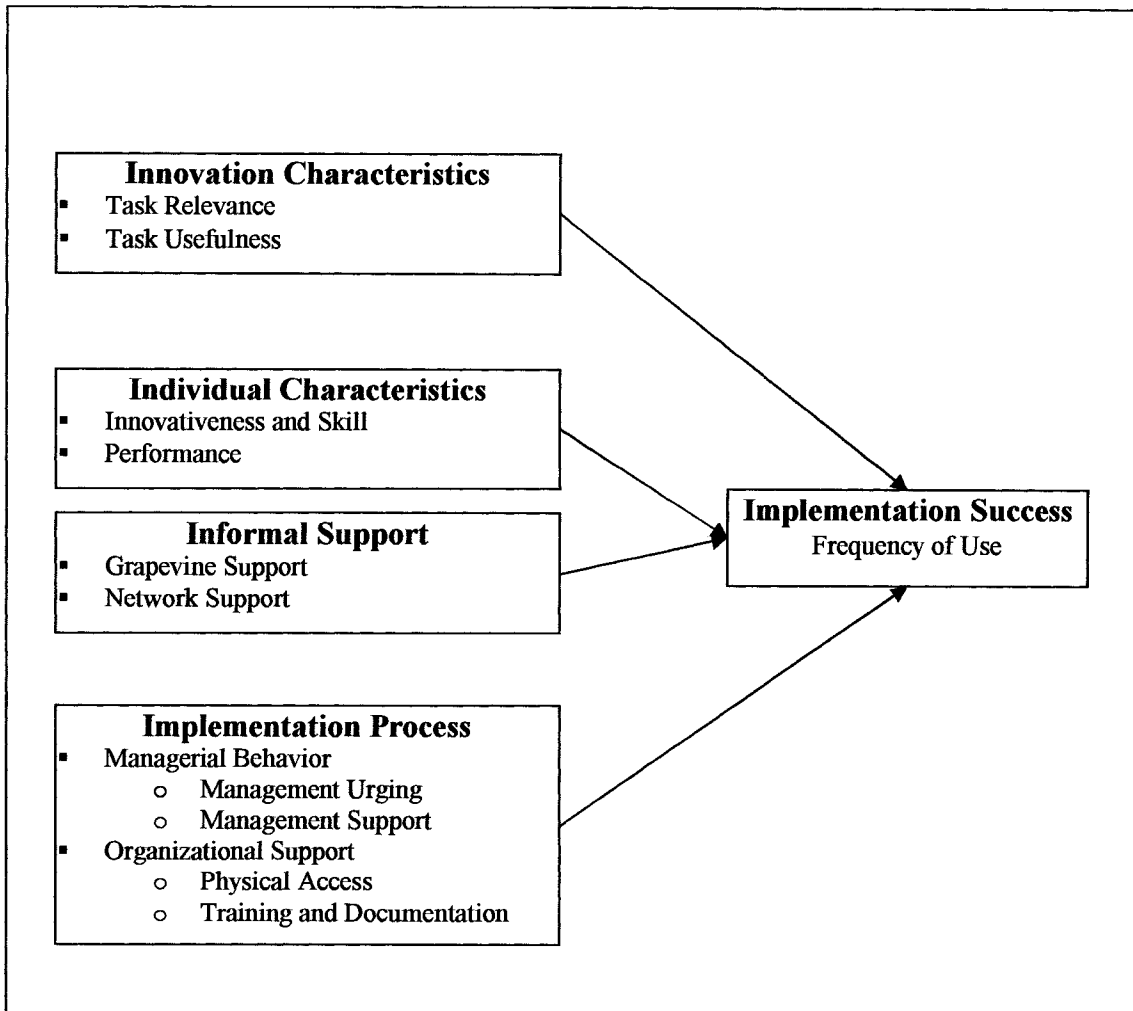 Innovation Characteristics
▪ Task Relevance
▪ Task Usefulness
Individual Characteristics
▪ Innovativeness and Skill
▪ Performance
Informal Support
▪ Grapevine Support
▪ Network Support
Implementation Process
▪ Managerial Behavior
o Management Urging
o Management Support
▪ Organizational Support
o Physical Access
o Training and Documentation
Implementation Success
Frequency of Use